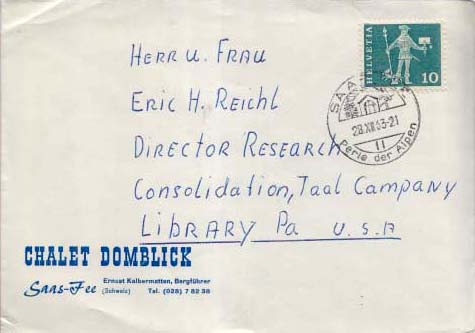 HERR U. FRAU
ERIC H. REICHL
DIRECTOR RESEARCH
CONSOLIDATION, TAAL COMPANY
LIBRARY Pa U.S.A
HELVETIA
10
SAAS
28.XII.63-21
Perle der Alpen
CHALET DOMBLICK
Saas-Fee
Ernest Kalbermatten, Bergführer
(Schweiz) Tel. (028) 7 82 38